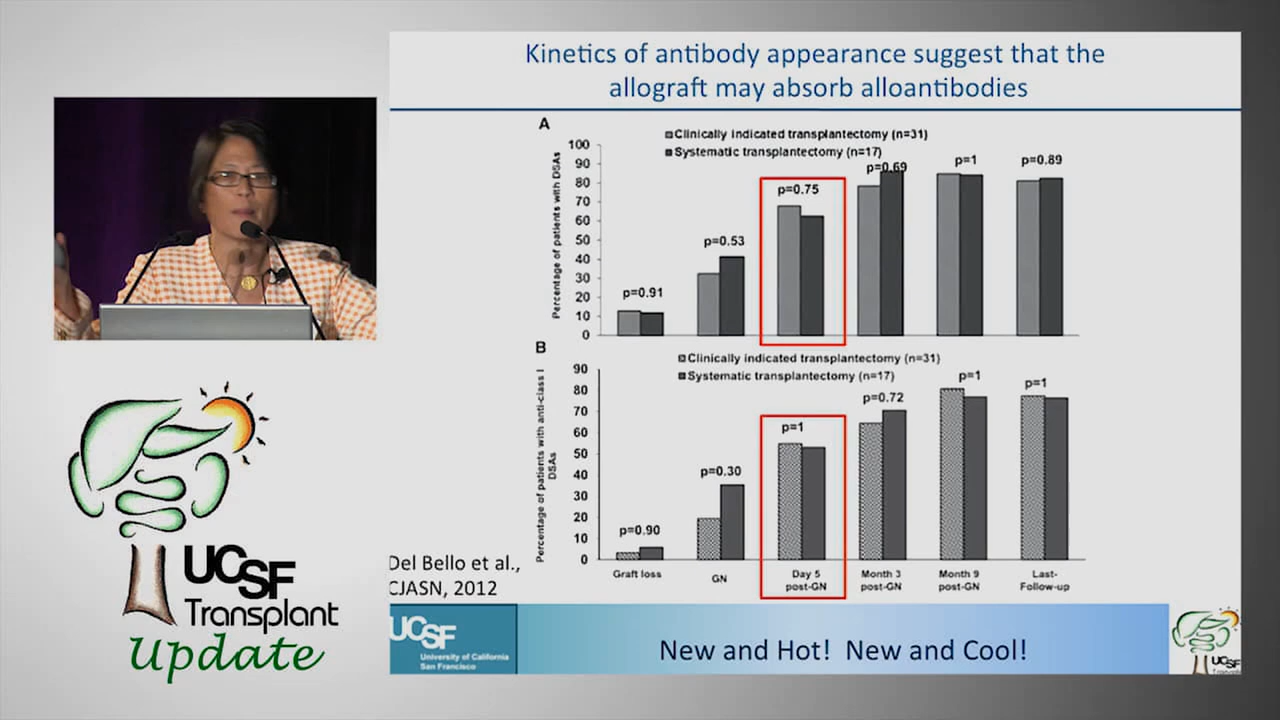 Kinetics of antibody appearance suggest that the
allograft may absorb alloantibodies
A
Clinically indicated transplantectomy (n=31)
Systematic transplantectomy (n=17)
Percentage of patients with DSAs
100
90
80
70
60
50
40
30
20
10
0
p=0.91
p=0.53
p=0.75
p=0.69
p=1
p=0.89
B
Clinically indicated transplantectomy (n=31)
Systematic transplantectomy (n=17)
Percentage of patients with anti-class I
DSAs
90
80
70
60
50
40
30
20
10
0
p=0.90
p=0.30
p=1
p=0.72
p=1
p=1
Graft loss
GN
Day 5
post-GN
Month 3
post-GN
Month 9
post-GN
Last-
Follow-up
Del Bello et al.,
CJASN, 2012
UCSF
University of California
San Francisco
New and Hot! New and Cool!
UCSF
Transplant
Update
UCSF
Transplant